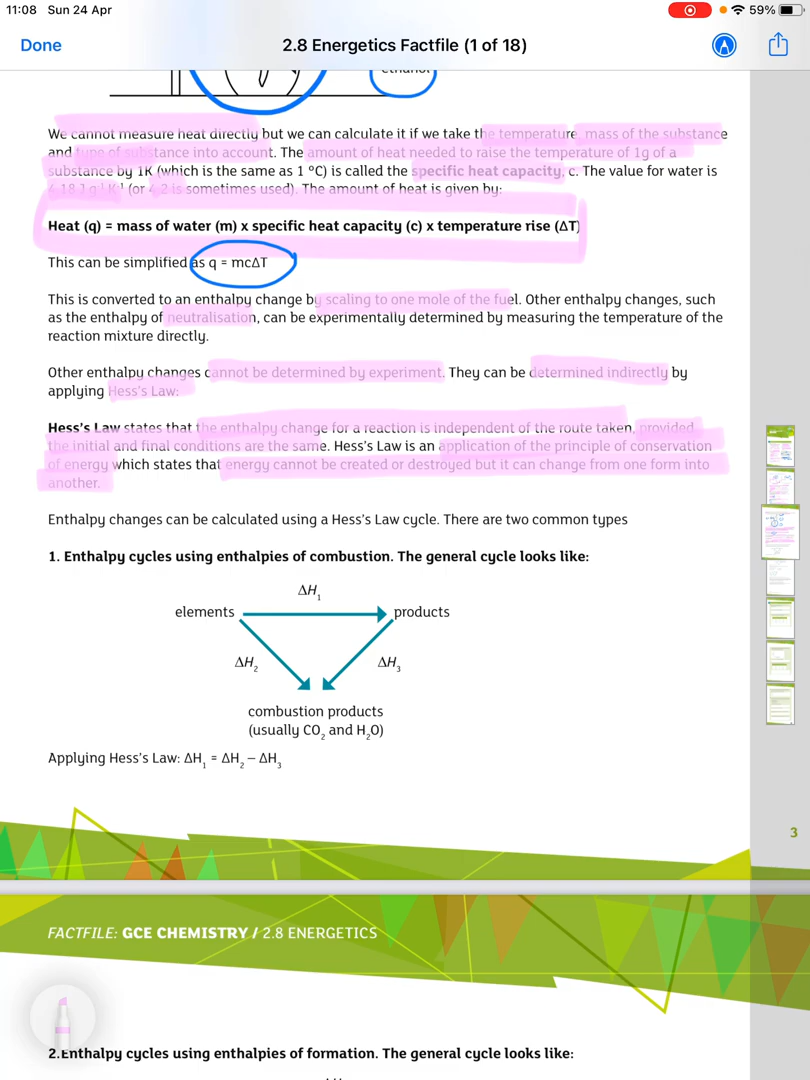 11:08 Sun 24 Apr
59%
Done
2.8 Energetics Factfile (1 of 18)
ethanol
We cannot measure heat directly but we can calculate it if we take the temperature, mass of the substance
and type of substance into account. The amount of heat needed to raise the temperature of 1g of a
substance by 1K (which is the same as 1 °C) is called the specific heat capacity, c. The value for water is
4.18 J g⁻¹ K⁻¹ (or 4.2 is sometimes used). The amount of heat is given by:
Heat (q) = mass of water (m) x specific heat capacity (c) x temperature rise (ΔT)
This can be simplified as q = mcΔT
This is converted to an enthalpy change by scaling to one mole of the fuel. Other enthalpy changes, such
as the enthalpy of neutralisation, can be experimentally determined by measuring the temperature of the
reaction mixture directly.
Other enthalpy changes cannot be determined by experiment. They can be determined indirectly by
applying Hess's Law.
Hess's Law states that the enthalpy change for a reaction is independent of the route taken, provided
the initial and final conditions are the same. Hess's Law is an application of the principle of conservation
of energy which states that energy cannot be created or destroyed but it can change from one form into
another.
Enthalpy changes can be calculated using a Hess's Law cycle. There are two common types
1. Enthalpy cycles using enthalpies of combustion. The general cycle looks like:
ΔH₁
elements
products
ΔH₂
ΔH₃
combustion products
(usually CO₂ and H₂O)
Applying Hess's Law: ΔH₁ = ΔH₂ – ΔH₃
3
FACTFILE: GCE CHEMISTRY / 2.8 ENERGETICS
2.Enthalpy cycles using enthalpies of formation. The general cycle looks like: